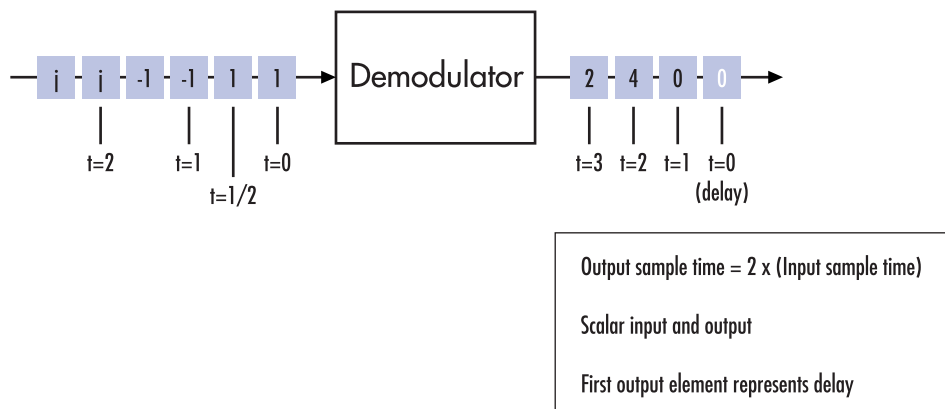 j j -1 -1 1 1
Demodulator
2 4 0 0
t=2 t=1 t=0
t=1/2
t=3 t=2 t=1 t=0
(delay)
Output sample time = 2 x (Input sample time)
Scalar input and output
First output element represents delay